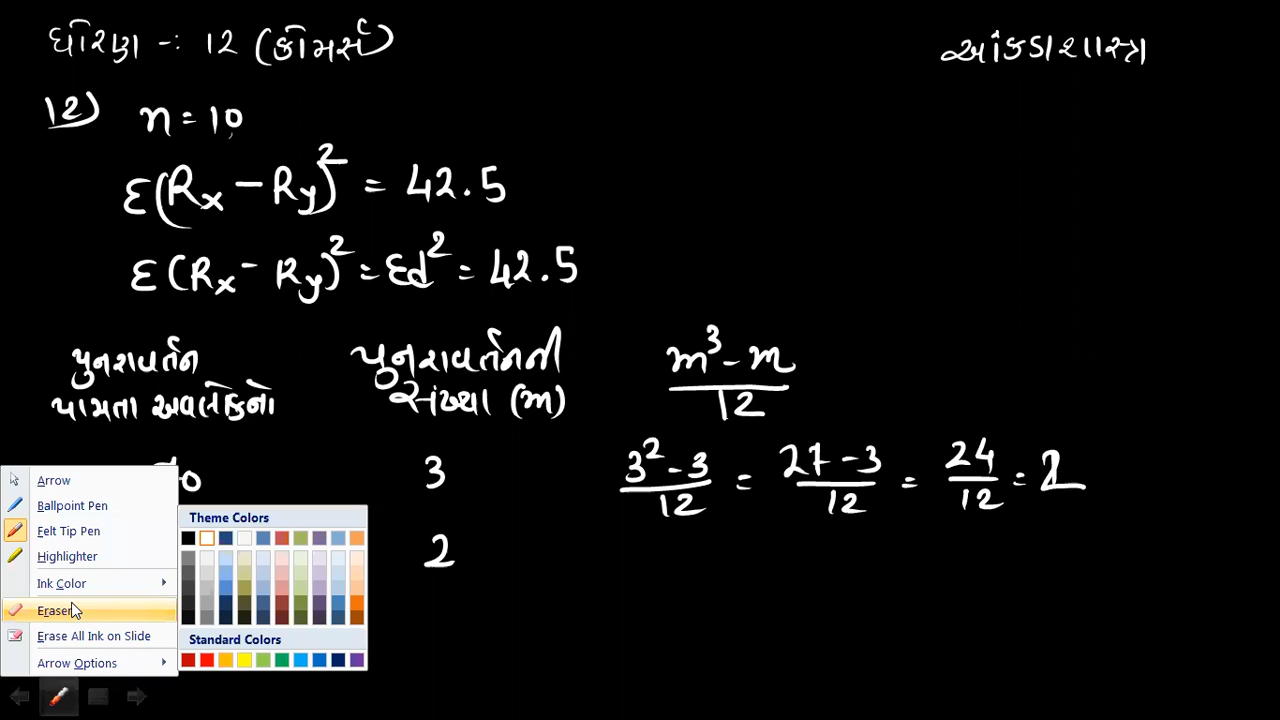 ધોરણ -: 12 (કોમર્સ)
આંકડાશાસ્ત્ર
12) n = 10
Σ(Rx - Ry)² = 42.5
Σ(Rx - Ry)² = Σd² = 42.5
પુનરાવર્તન પામતા અવલોકનો
પુનરાવર્તનની સંખ્યા (m)
m³ - m / 12
3
3² - 3 / 12 = 27 - 3 / 12 = 24 / 12 = 2
2
Arrow
Ballpoint Pen
Felt Tip Pen
Highlighter
Ink Color
Eraser
Erase All Ink on Slide
Arrow Options
Theme Colors
Standard Colors